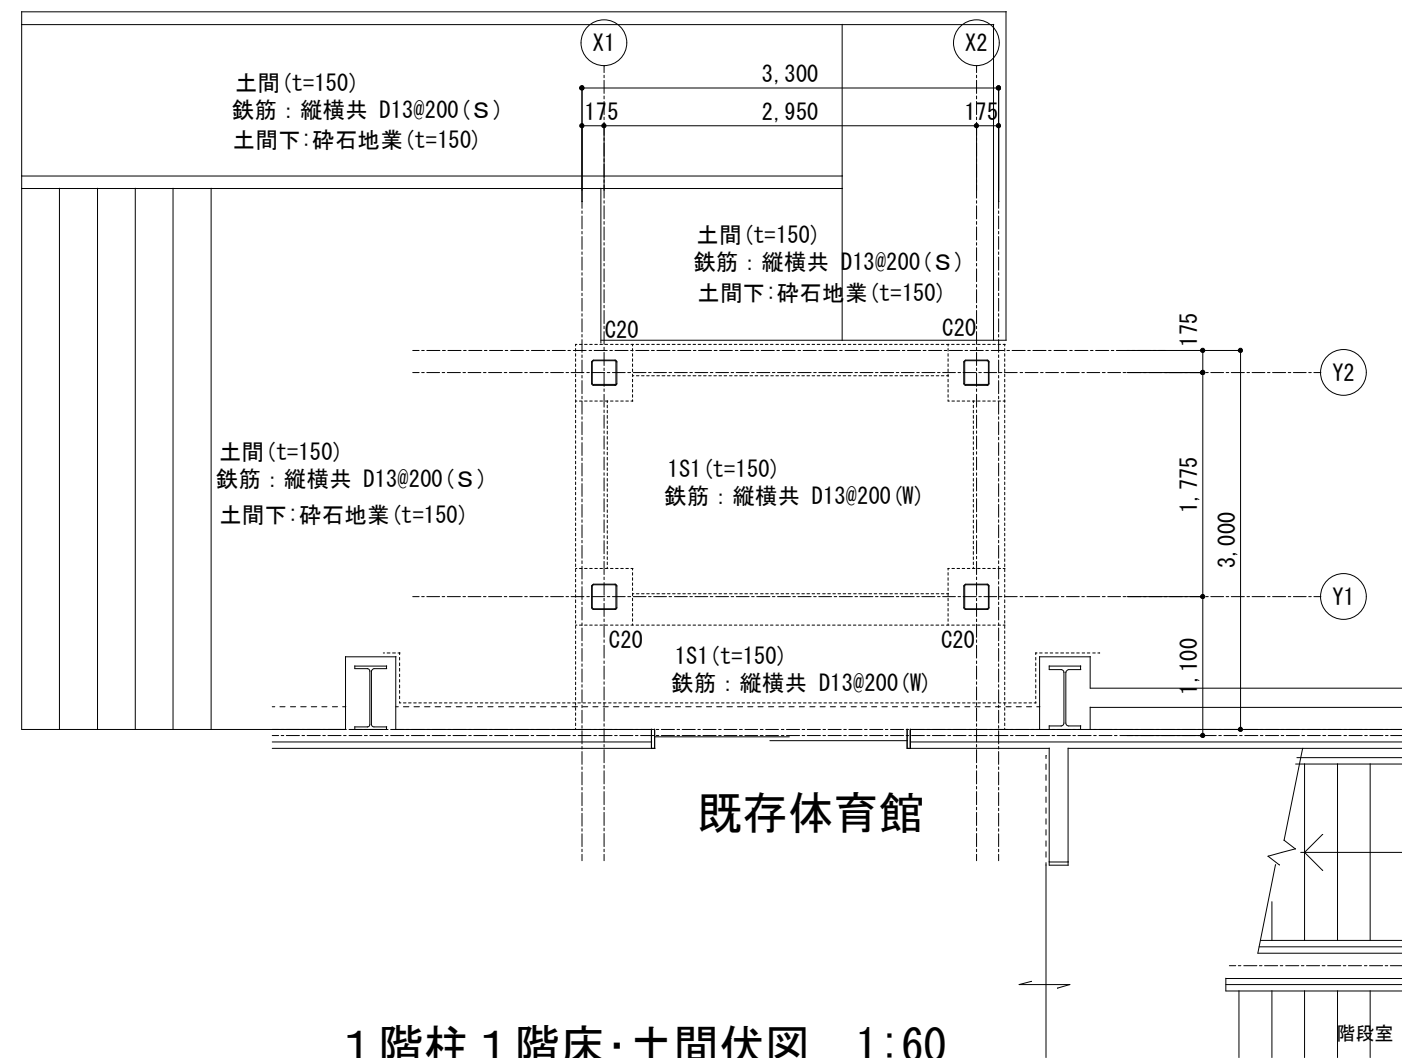 X1
X2
3,300
175
2,950
175
土間(t=150)
鉄筋：縦横共 D13@200(S)
土間下:砕石地業(t=150)
土間(t=150)
鉄筋：縦横共 D13@200(S)
土間下:砕石地業(t=150)
C20
C20
175
Y2
土間(t=150)
鉄筋：縦横共 D13@200(S)
土間下:砕石地業(t=150)
1S1(t=150)
鉄筋：縦横共 D13@200(W)
1,775
3,000
Y1
C20
C20
1S1(t=150)
鉄筋：縦横共 D13@200(W)
1,100
既存体育館
1階柱1階床・土間伏図 1:60
階段室